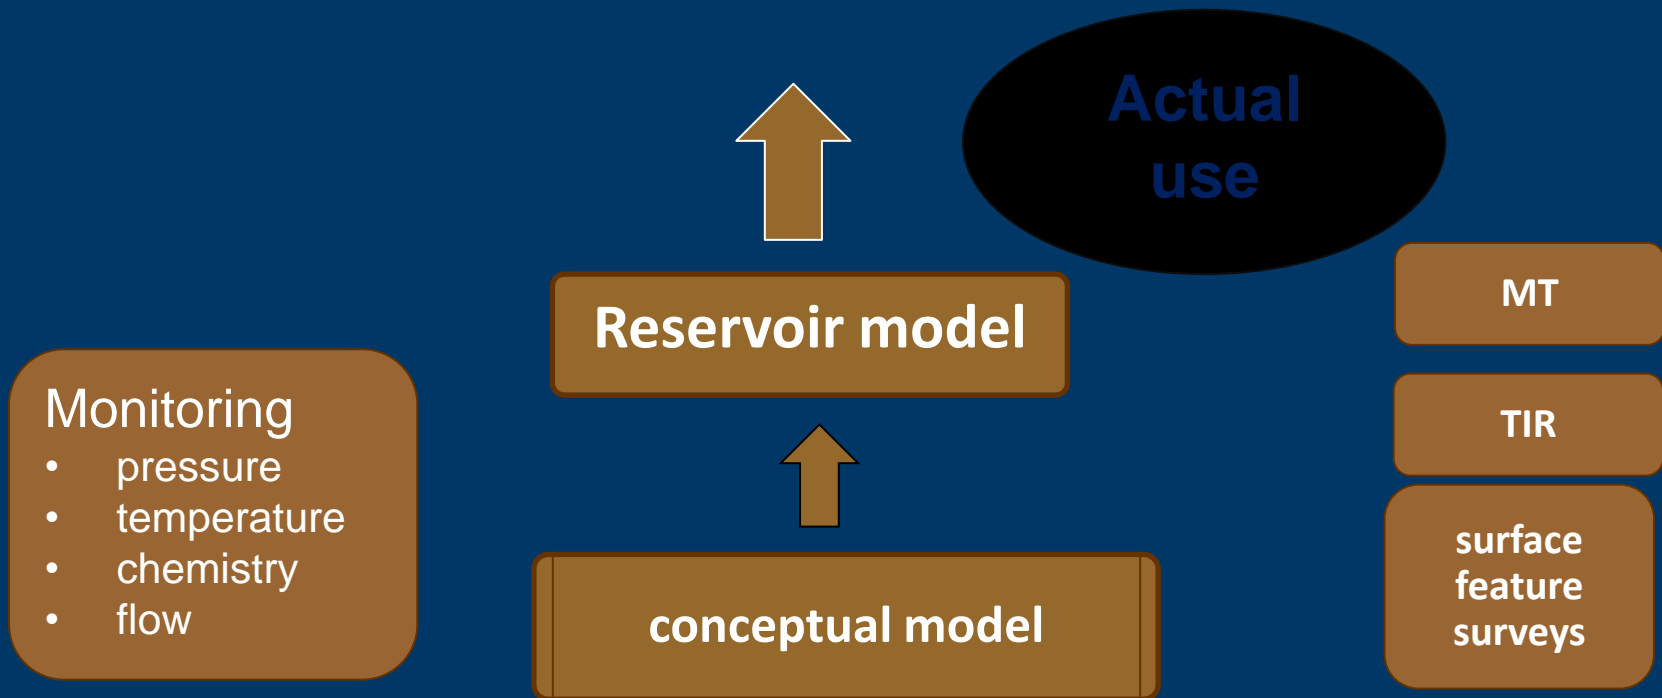 Actual
use
Reservoir model
MT
TIR
Monitoring
• pressure
• temperature
• chemistry
• flow
conceptual model
surface
feature
surveys